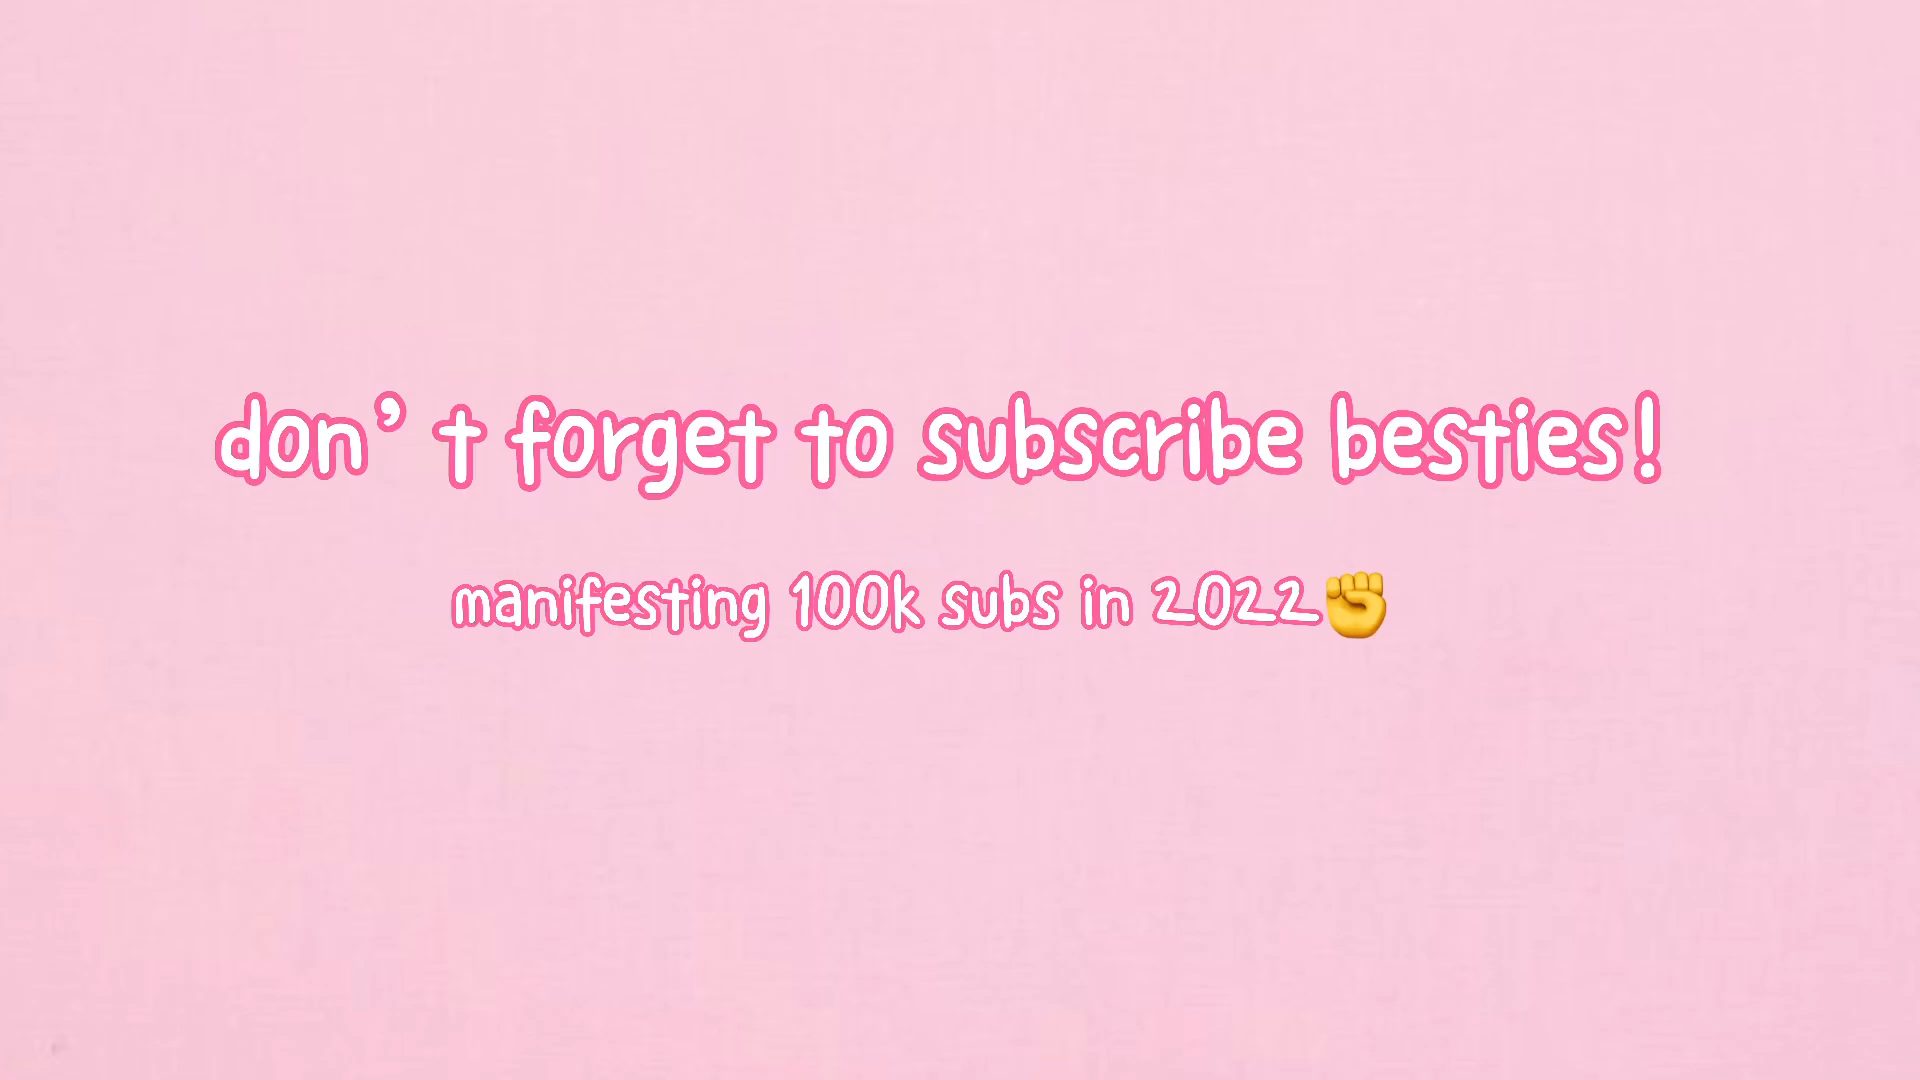 don’t forget to subscribe besties!
manifesting 100k subs in 2022✊